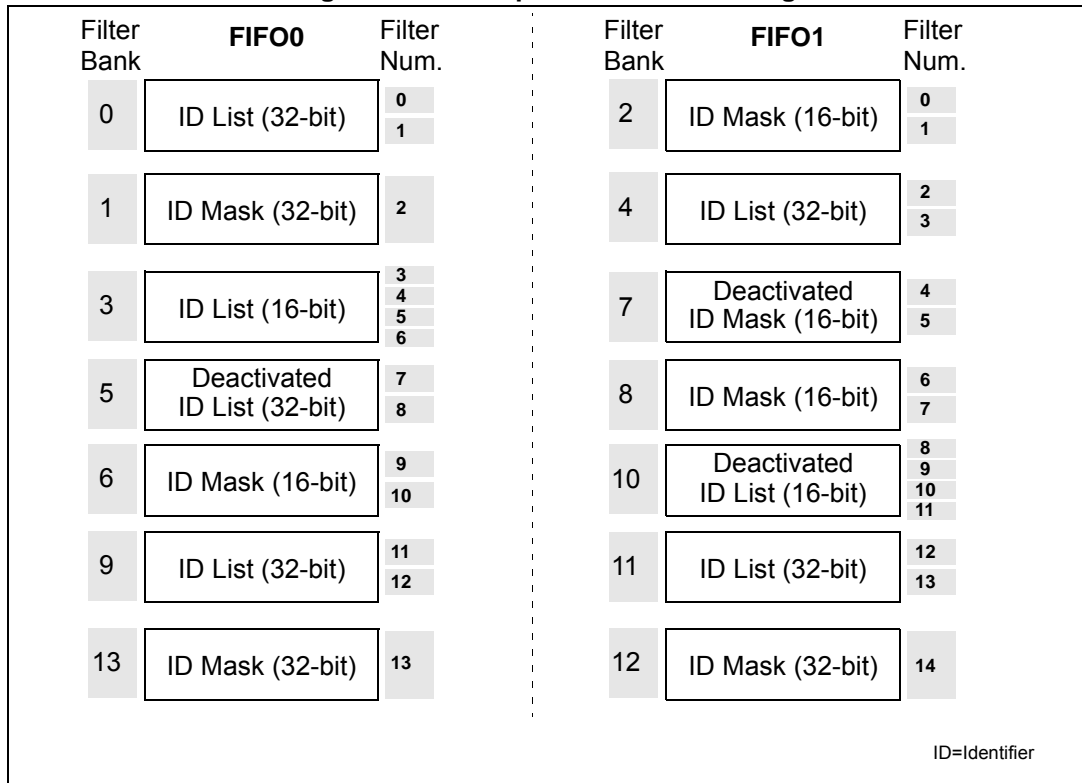 Filter Bank
FIFO0
Filter Num.
0
ID List (32-bit)
0
1
1
ID Mask (32-bit)
2
3
ID List (16-bit)
3
4
5
6
5
Deactivated
ID List (32-bit)
7
8
6
ID Mask (16-bit)
9
10
9
ID List (32-bit)
11
12
13
ID Mask (32-bit)
13
Filter Bank
FIFO1
Filter Num.
2
ID Mask (16-bit)
0
1
4
ID List (32-bit)
2
3
7
Deactivated
ID Mask (16-bit)
4
5
8
ID Mask (16-bit)
6
7
10
Deactivated
ID List (16-bit)
8
9
10
11
11
ID List (32-bit)
12
13
12
ID Mask (32-bit)
14
ID=Identifier